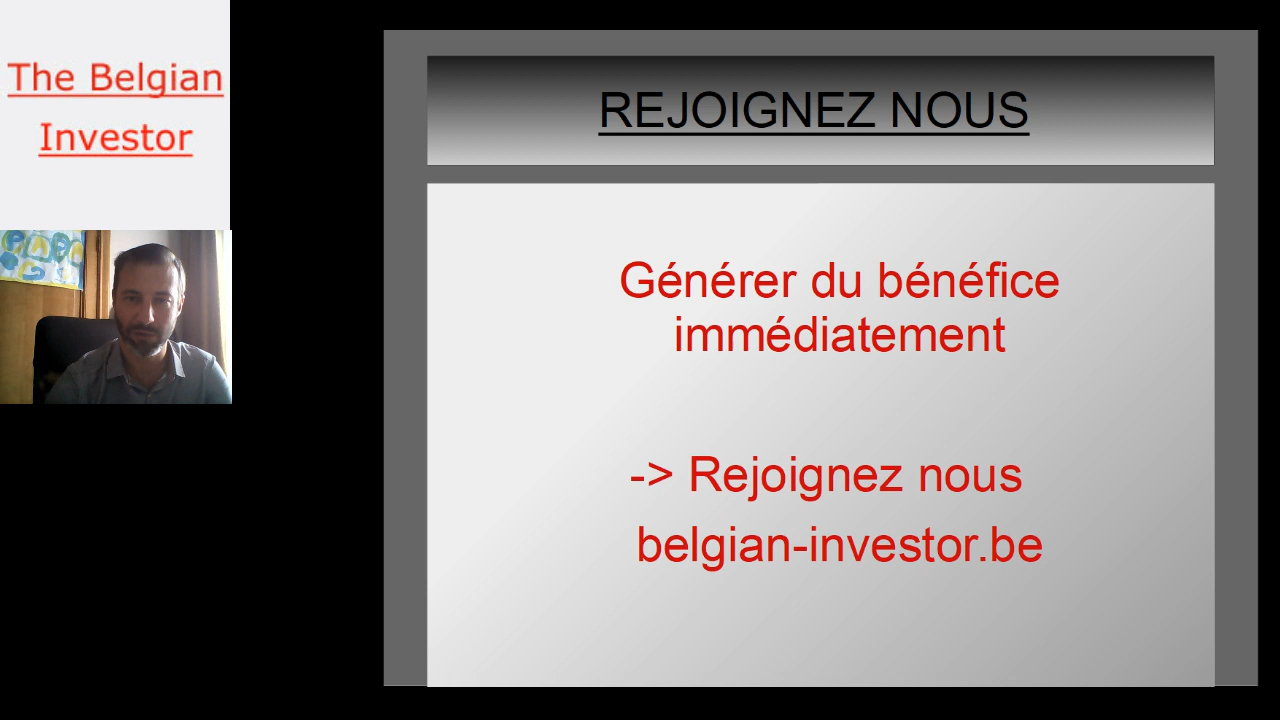 The Belgian
Investor
REJOIGNEZ NOUS
Générer du bénéfice
immédiatement
-> Rejoignez nous
belgian-investor.be